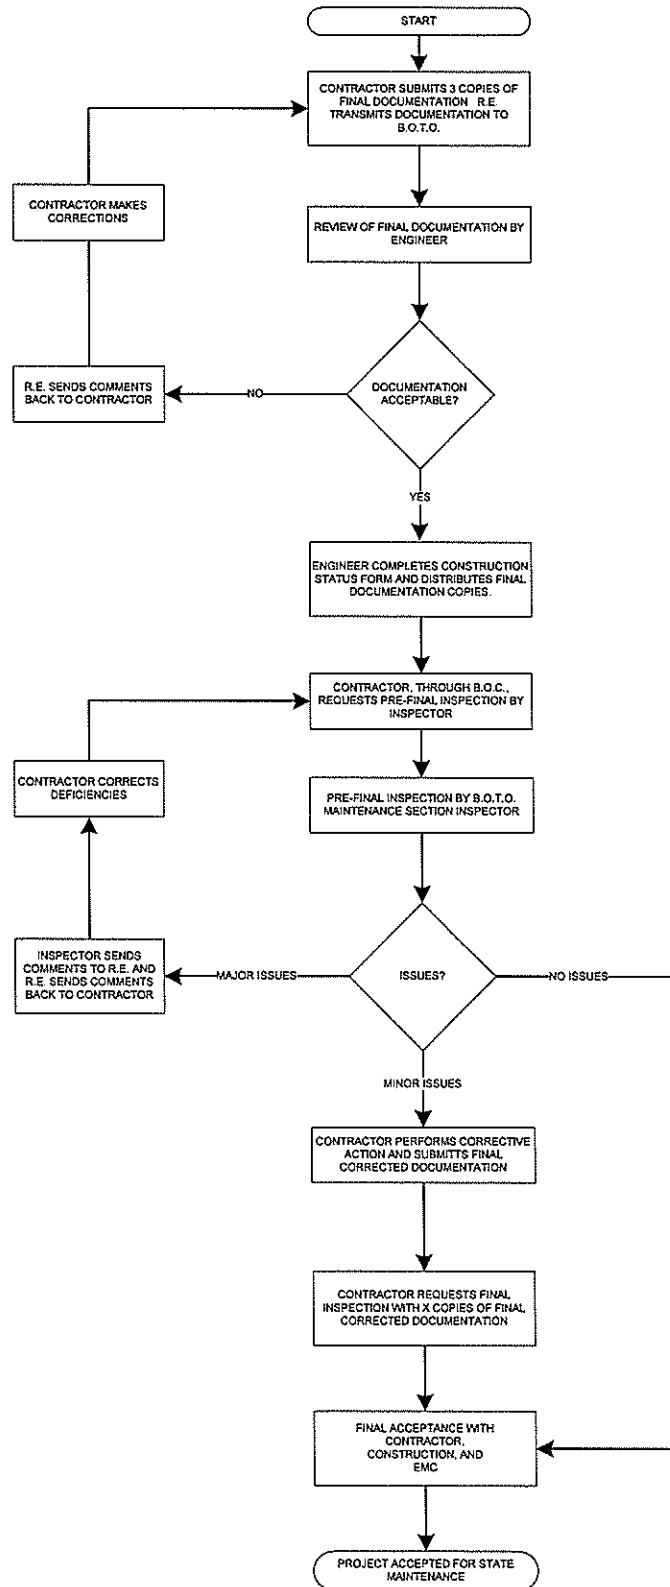 START
CONTRACTOR SUBMITS 3 COPIES OF
FINAL DOCUMENTATION R.E.
TRANSMITS DOCUMENTATION TO
B.O.T.O.
CONTRACTOR MAKES
CORRECTIONS
REVIEW OF FINAL DOCUMENTATION BY
ENGINEER
R.E. SENDS COMMENTS
BACK TO CONTRACTOR
NO
DOCUMENTATION
ACCEPTABLE?
YES
ENGINEER COMPLETES CONSTRUCTION
STATUS FORM AND DISTRIBUTES FINAL
DOCUMENTATION COPIES.
CONTRACTOR, THROUGH B.O.C.,
REQUESTS PRE-FINAL INSPECTION BY
INSPECTOR
CONTRACTOR CORRECTS
DEFICIENCIES
PRE-FINAL INSPECTION BY B.O.T.O.
MAINTENANCE SECTION INSPECTOR
INSPECTOR SENDS
COMMENTS TO R.E. AND
R.E. SENDS COMMENTS
BACK TO CONTRACTOR
MAJOR ISSUES
ISSUES?
NO ISSUES
MINOR ISSUES
CONTRACTOR PERFORMS CORRECTIVE
ACTION AND SUBMITTS FINAL
CORRECTED DOCUMENTATION
CONTRACTOR REQUESTS FINAL
INSPECTION WITH X COPIES OF FINAL
CORRECTED DOCUMENTATION
FINAL ACCEPTANCE WITH
CONTRACTOR,
CONSTRUCTION, AND
EMC
PROJECT ACCEPTED FOR STATE
MAINTENANCE